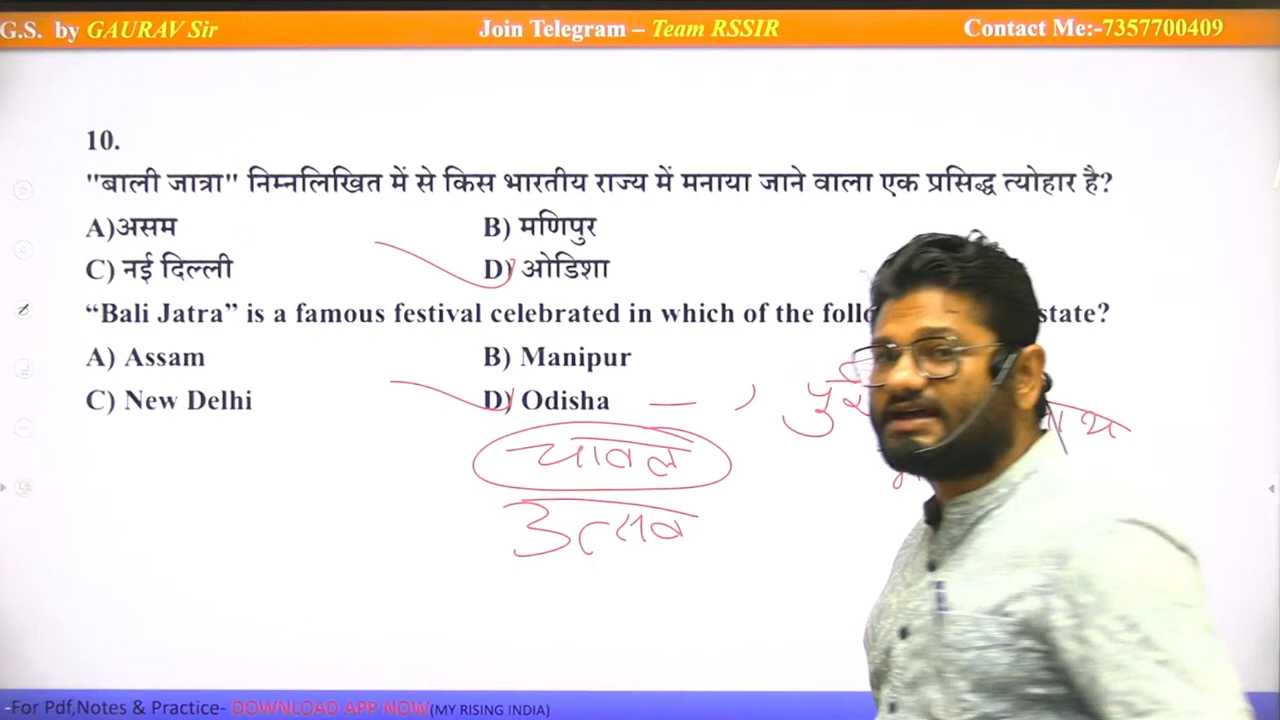 G.S. by GAURAV Sir Join Telegram – Team RSSIR Contact Me:-7357700409
10.
"बाली जात्रा" निम्नलिखित में से किस भारतीय राज्य में मनाया जाने वाला एक प्रसिद्ध त्योहार है?
A)असम B) मणिपुर
C) नई दिल्ली D) ओडिशा
“Bali Jatra” is a famous festival celebrated in which of the state?
A) Assam B) Manipur
C) New Delhi D) Odisha
चावल
उत्सव
-For Pdf,Notes & Practice- DOWNLOAD APP NOW(MY RISING INDIA)